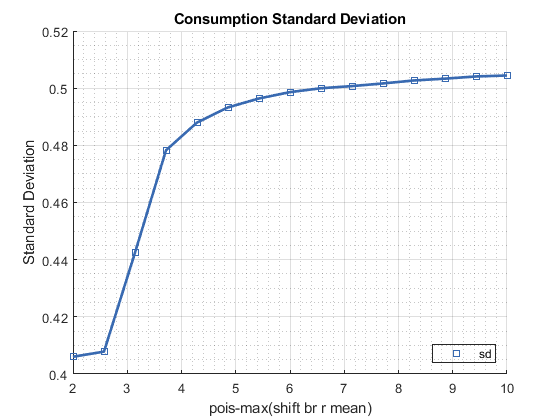 Consumption Standard Deviation
0.52
0.5
0.48
0.46
0.44
0.42
0.4
Standard Deviation
sd
2 3 4 5 6 7 8 9 10
pois-max(shift br r mean)